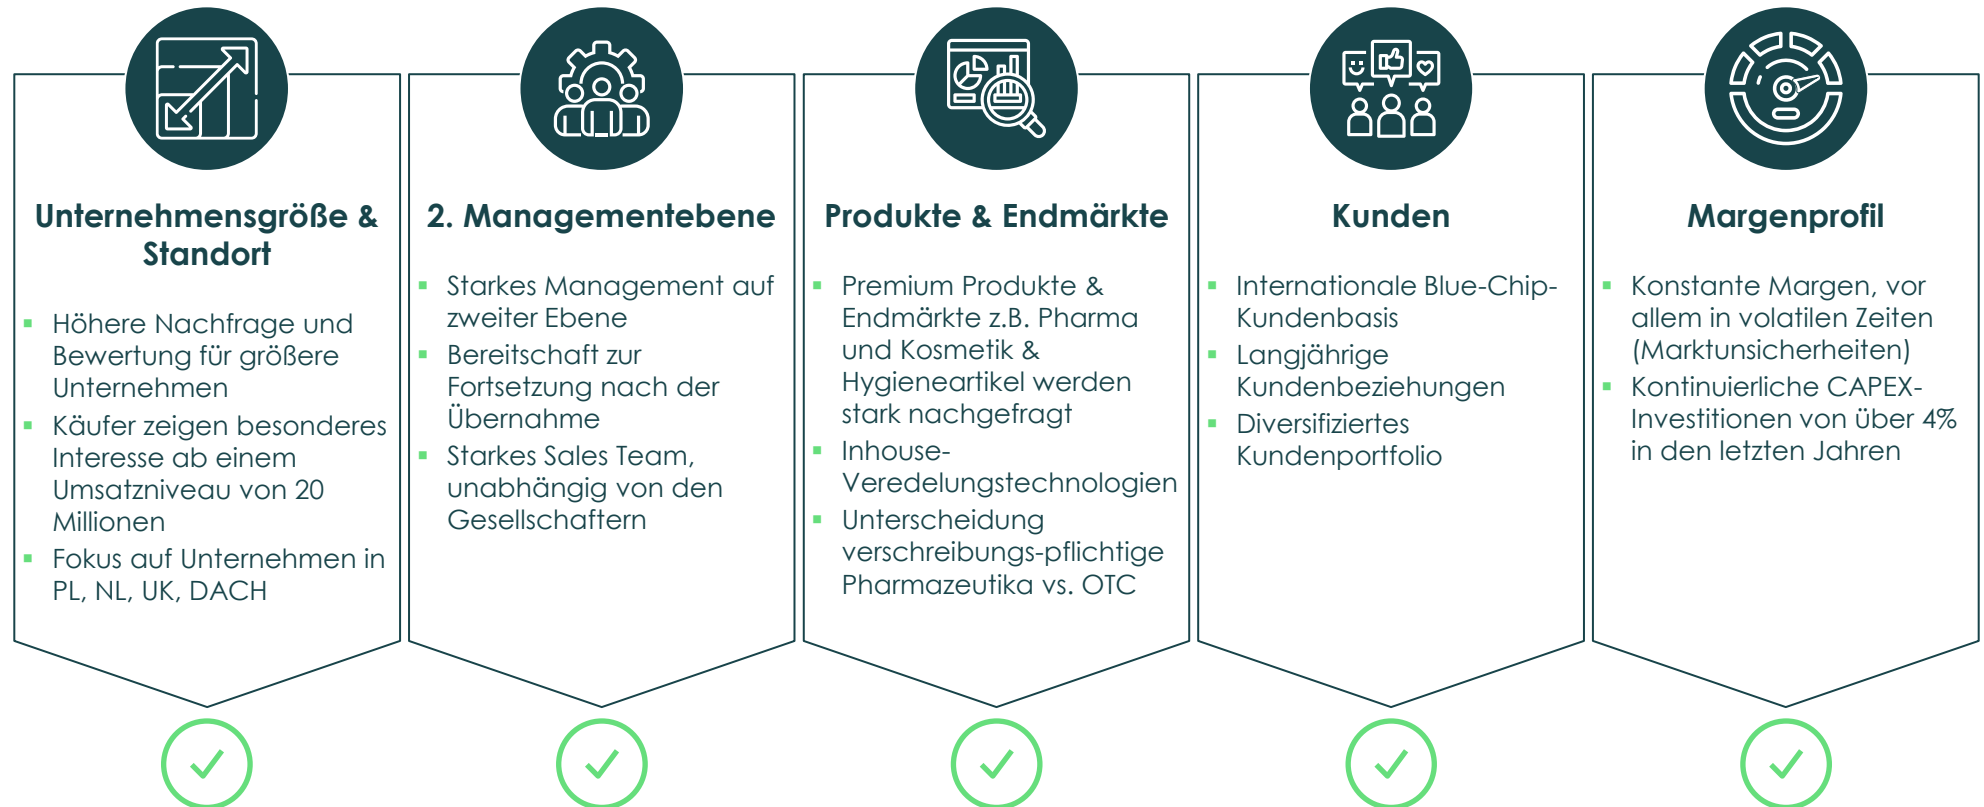 Unternehmensgröße &
Standort
▪ Höhere Nachfrage und
Bewertung für größere
Unternehmen
▪ Käufer zeigen besonderes
Interesse ab einem
Umsatzniveau von 20
Millionen
▪ Fokus auf Unternehmen in
PL, NL, UK, DACH
2. Managementebene
▪ Starkes Management auf
zweiter Ebene
▪ Bereitschaft zur
Fortsetzung nach der
Übernahme
▪ Starkes Sales Team,
unabhängig von den
Gesellschaftern
Produkte & Endmärkte
▪ Premium Produkte &
Endmärkte z.B. Pharma
und Kosmetik &
Hygieneartikel werden
stark nachgefragt
▪ Inhouse-
Veredelungstechnologien
▪ Unterscheidung
verschreibungs-pflichtige
Pharmazeutika vs. OTC
Kunden
▪ Internationale Blue-Chip-
Kundenbasis
▪ Langjährige
Kundenbeziehungen
▪ Diversifiziertes
Kundenportfolio
Margenprofil
▪ Konstante Margen, vor
allem in volatilen Zeiten
(Marktunsicherheiten)
▪ Kontinuierliche CAPEX-
Investitionen von über 4%
in den letzten Jahren